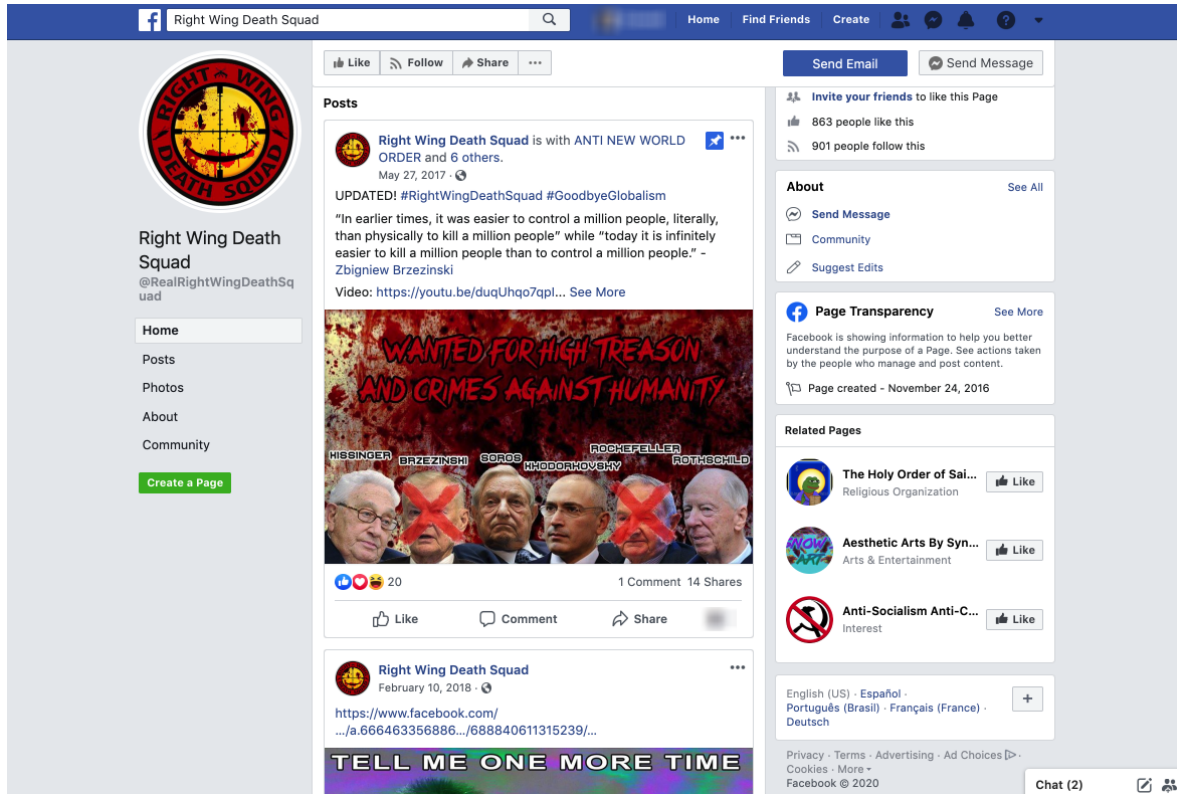 Right Wing Death Squad
Home
Find Friends
Create
RIGHT WING
DEATH SQUAD
Right Wing Death
Squad
@RealRightWingDeathSq
uad
Home
Posts
Photos
About
Community
Create a Page
Like
Follow
Share
Send Email
Send Message
Posts
Right Wing Death Squad is with ANTI NEW WORLD
ORDER and 6 others.
May 27, 2017 ·
UPDATED! #RightWingDeathSquad #GoodbyeGlobalism
“In earlier times, it was easier to control a million people, literally,
than physically to kill a million people” while “today it is infinitely
easier to kill a million people than to control a million people.” -
Zbigniew Brzezinski
Video: https://youtu.be/duqUhqo7qpI... See More
WANTED FOR HIGH TREASON
AND CRIMES AGAINST HUMANITY
KISSINGER
BRZEZINSKI
SOROS
KHODORKOVSKY
ROCHEFELLER
ROTHSCHILD
20
1 Comment 14 Shares
Like
Comment
Share
Right Wing Death Squad
February 10, 2018 ·
https://www.facebook.com/
.../a.666463356886.../688840611315239/...
TELL ME ONE MORE TIME
Invite your friends to like this Page
863 people like this
901 people follow this
About
See All
Send Message
Community
Suggest Edits
Page Transparency
See More
Facebook is showing information to help you better
understand the purpose of a Page. See actions taken
by the people who manage and post content.
Page created - November 24, 2016
Related Pages
The Holy Order of Sai...
Religious Organization
Like
Aesthetic Arts By Syn...
Arts & Entertainment
Like
NOW
ART
Anti-Socialism Anti-C...
Interest
Like
English (US) · Español ·
Português (Brasil) · Français (France) ·
Deutsch
Privacy · Terms · Advertising · Ad Choices ·
Cookies · More
Facebook © 2020
Chat (2)